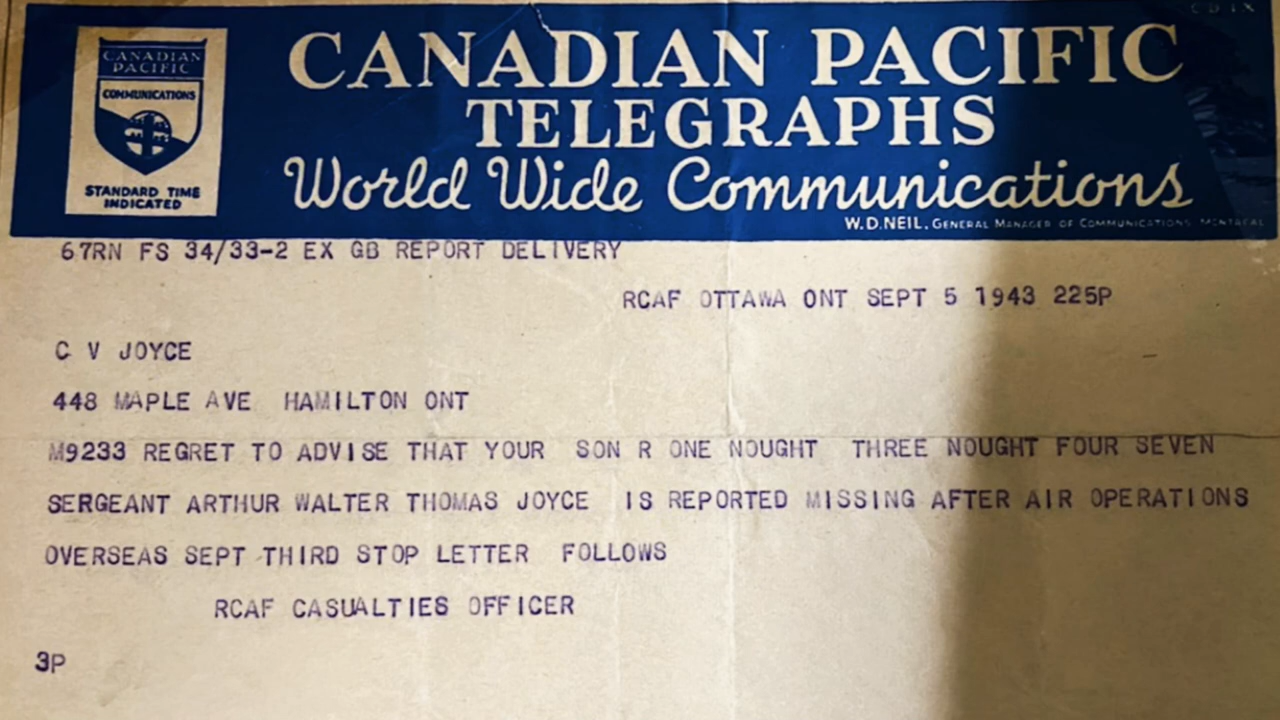 CANADIAN
PACIFIC
COMMUNICATIONS
STANDARD TIME
INDICATED
CANADIAN PACIFIC
TELEGRAPHS
World Wide Communications
W.D.NEIL, GENERAL MANAGER OF COMMUNICATIONS MONTREAL
67RN FS 34/33-2 EX GB REPORT DELIVERY
RCAF OTTAWA ONT SEPT 5 1943 225P
C V JOYCE
448 MAPLE AVE HAMILTON ONT
M9233 REGRET TO ADVISE THAT YOUR SON R ONE NOUGHT THREE NOUGHT FOUR SEVEN
SERGEANT ARTHUR WALTER THOMAS JOYCE IS REPORTED MISSING AFTER AIR OPERATIONS
OVERSEAS SEPT THIRD STOP LETTER FOLLOWS
RCAF CASUALTIES OFFICER
3P